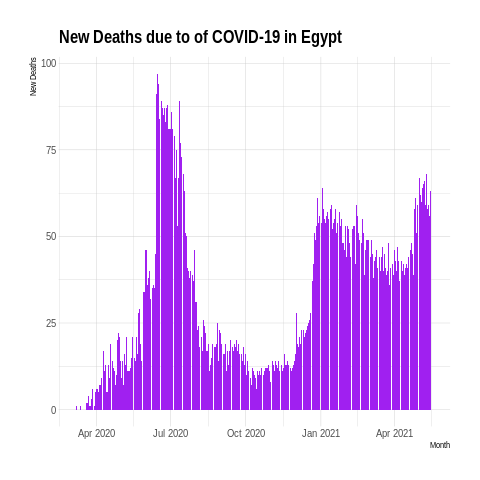 New Deaths due to of COVID-19 in Egypt
New Deaths
100
75
50
25
0
Apr 2020 Jul 2020 Oct 2020 Jan 2021 Apr 2021
Month